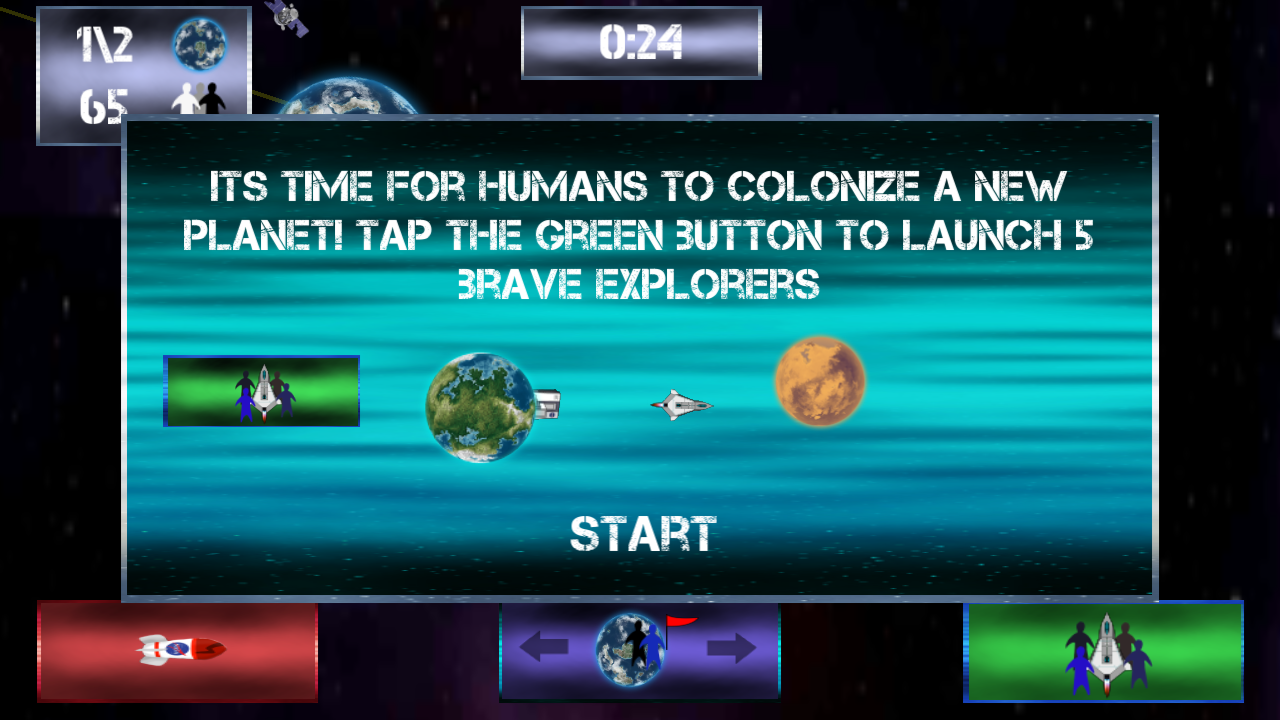 1\2
65
0:24
ITS TIME FOR HUMANS TO COLONIZE A NEW
PLANET! TAP THE GREEN BUTTON TO LAUNCH 5
BRAVE EXPLORERS
START